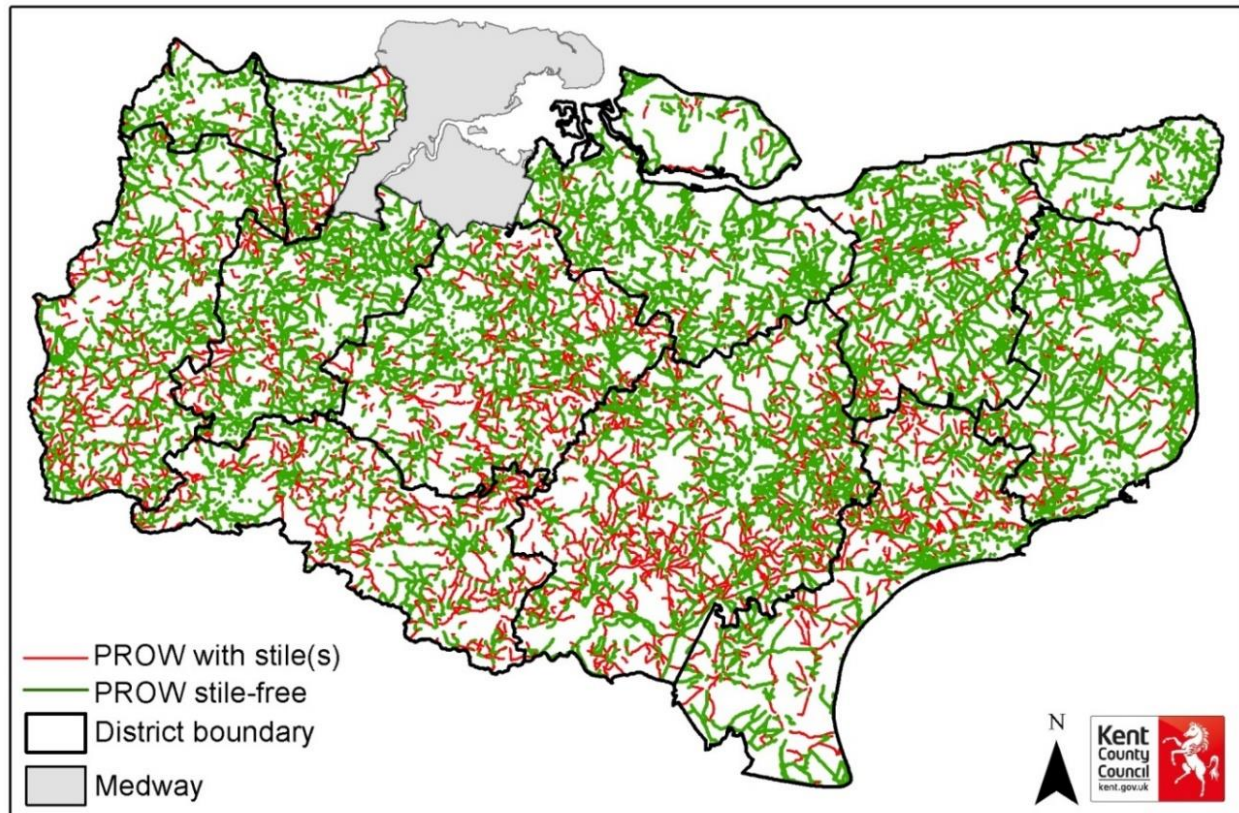 PROW with stile(s)
PROW stile-free
District boundary
Medway
N
Kent
County
Council
kent.gov.uk